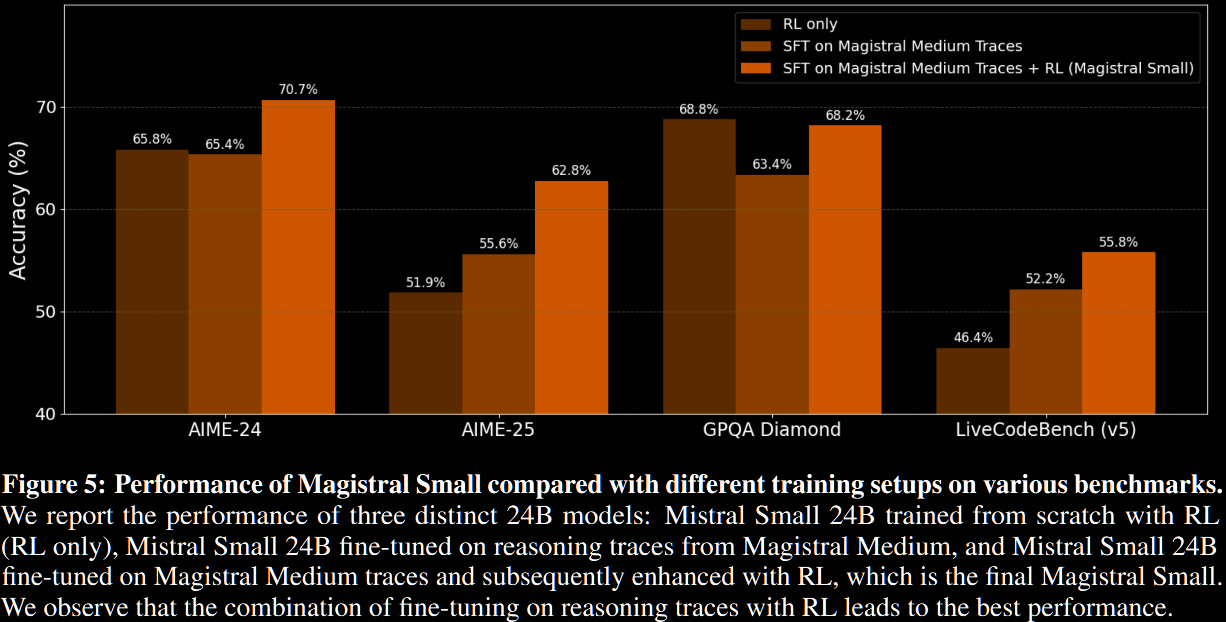 RL only
SFT on Magistral Medium Traces
SFT on Magistral Medium Traces + RL (Magistral Small)
Accuracy (%)
70
60
50
40
65.8%
65.4%
70.7%
51.9%
55.6%
62.8%
68.8%
63.4%
68.2%
46.4%
52.2%
55.8%
AIME-24
AIME-25
GPQA Diamond
LiveCodeBench (v5)
Figure 5: Performance of Magistral Small compared with different training setups on various benchmarks.
We report the performance of three distinct 24B models: Mistral Small 24B trained from scratch with RL
(RL only), Mistral Small 24B fine-tuned on reasoning traces from Magistral Medium, and Mistral Small 24B
fine-tuned on Magistral Medium traces and subsequently enhanced with RL, which is the final Magistral Small.
We observe that the combination of fine-tuning on reasoning traces with RL leads to the best performance.